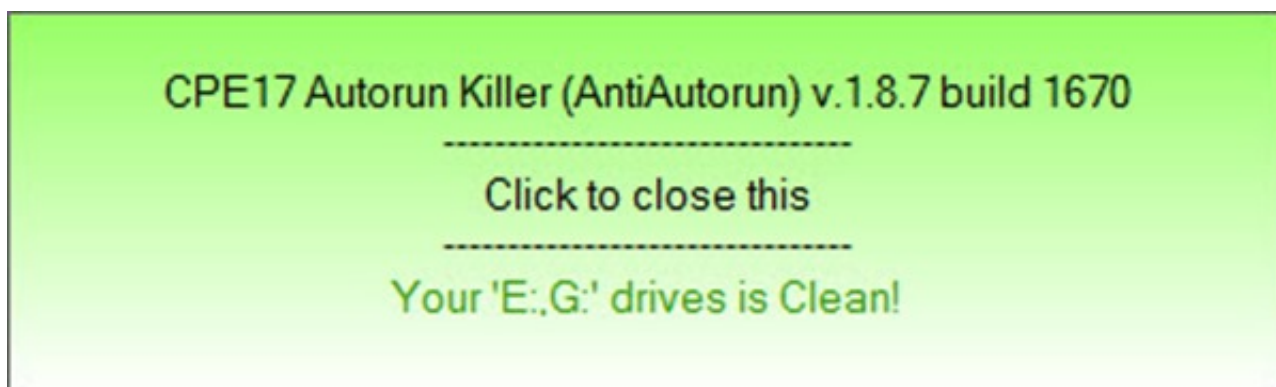 CPE17 Autorun Killer (AntiAutorun) v.1.8.7 build 1670
--------------------------------
Click to close this
--------------------------------
Your 'E:,G:' drives is Clean!